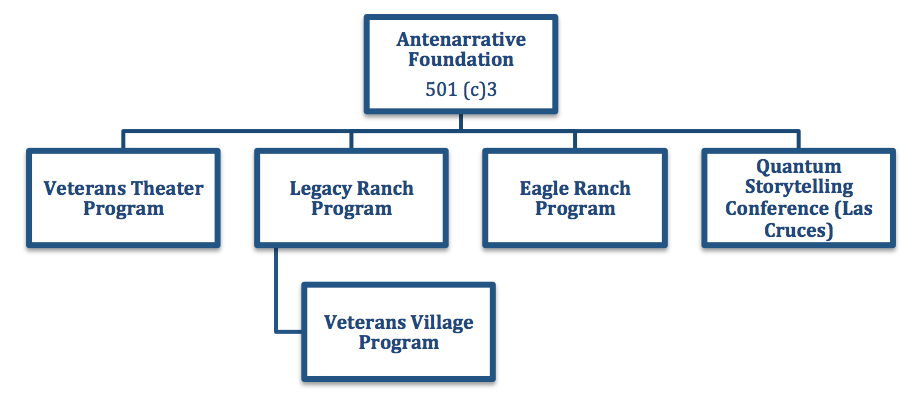 Antenarrative
Foundation
501 (c)3
Veterans Theater
Program
Legacy Ranch
Program
Eagle Ranch
Program
Quantum
Storytelling
Conference (Las
Cruces)
Veterans Village
Program